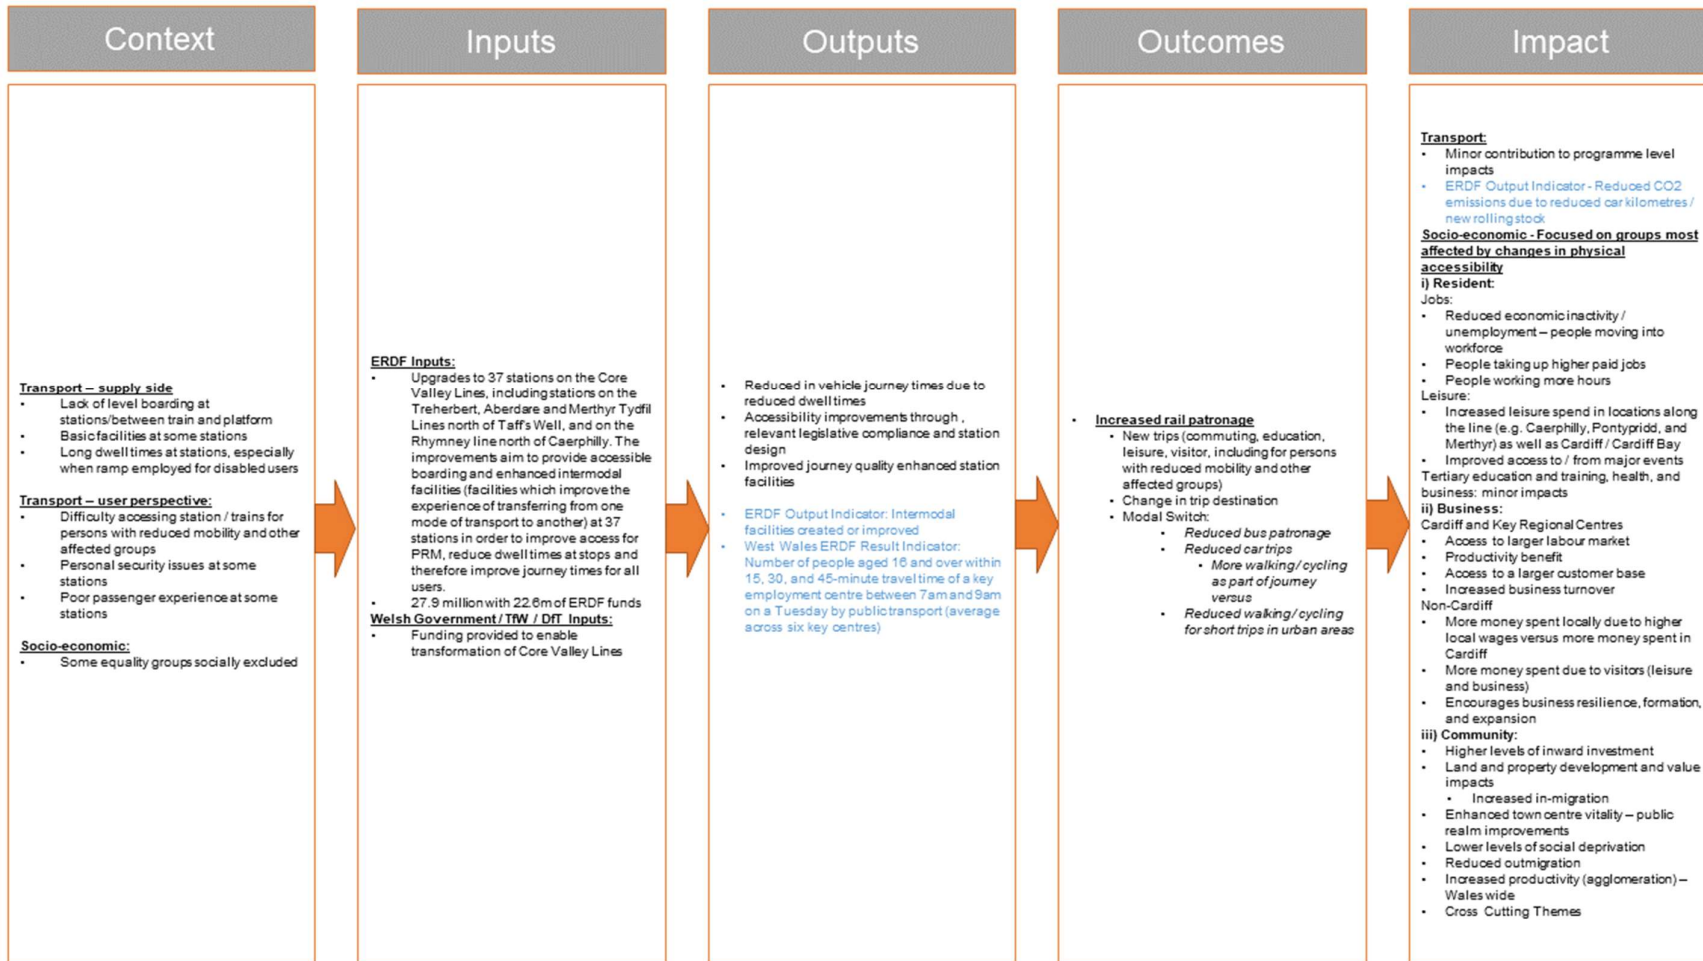 Context
Transport – supply side
• Lack of level boarding at
stations/between train and platform
• Basic facilities at some stations
• Long dwell times at stations, especially
when ramp employed for disabled users
Transport – user perspective:
• Difficulty accessing station / trains for
persons with reduced mobility and other
affected groups
• Personal security issues at some
stations
• Poor passenger experience at some
stations
Socio-economic:
• Some equality groups socially excluded
Inputs
ERDF Inputs:
• Upgrades to 37 stations on the Core
Valley Lines, including stations on the
Treherbert, Aberdare and Merthyr Tydfil
Lines north of Taff's Well, and on the
Rhymney line north of Caerphilly. The
improvements aim to provide accessible
boarding and enhanced intermodal
facilities (facilities which improve the
experience of transferring from one
mode of transport to another) at 37
stations in order to improve access for
PRM, reduce dwell times at stops and
therefore improve journey times for all
users.
• 27.9 million with 22.6m of ERDF funds
Welsh Government / TfW / DfT Inputs:
• Funding provided to enable
transformation of Core Valley Lines
Outputs
• Reduced in vehicle journey times due to
reduced dwell times
• Accessibility improvements through ,
relevant legislative compliance and station
design
• Improved journey quality enhanced station
facilities
• ERDF Output Indicator: Intermodal
facilities created or improved
• West Wales ERDF Result Indicator:
Number of people aged 16 and over within
15, 30, and 45-minute travel time of a key
employment centre between 7am and 9am
on a Tuesday by public transport (average
across six key centres)
Outcomes
• Increased rail patronage
• New trips (commuting, education,
leisure, visitor, including for persons
with reduced mobility and other
affected groups)
• Change in trip destination
• Modal Switch:
• Reduced bus patronage
• Reduced car trips
• More walking/ cycling
as part of journey
versus
• Reduced walking/ cycling
for short trips in urban areas
Impact
Transport:
• Minor contribution to programme level
impacts
• ERDF Output Indicator - Reduced CO2
emissions due to reduced car kilometres /
new rolling stock
Socio-economic - Focused on groups most
affected by changes in physical
accessibility
i) Resident:
Jobs:
• Reduced economic inactivity /
unemployment – people moving into
workforce
• People taking up higher paid jobs
• People working more hours
Leisure:
• Increased leisure spend in locations along
the line (e.g. Caerphilly, Pontypridd, and
Merthyr) as well as Cardiff / Cardiff Bay
• Improved access to / from major events
Tertiary education and training, health, and
business: minor impacts
ii) Business:
Cardiff and Key Regional Centres
• Access to larger labour market
• Productivity benefit
• Access to a larger customer base
• Increased business turnover
Non-Cardiff
• More money spent locally due to higher
local wages versus more money spent in
Cardiff
• More money spent due to visitors (leisure
and business)
• Encourages business resilience, formation,
and expansion
iii) Community:
• Higher levels of inward investment
• Land and property development and value
impacts
• Increased in-migration
• Enhanced town centre vitality – public
realm improvements
• Lower levels of social deprivation
• Reduced outmigration
• Increased productivity (agglomeration) –
Wales wide
• Cross Cutting Themes